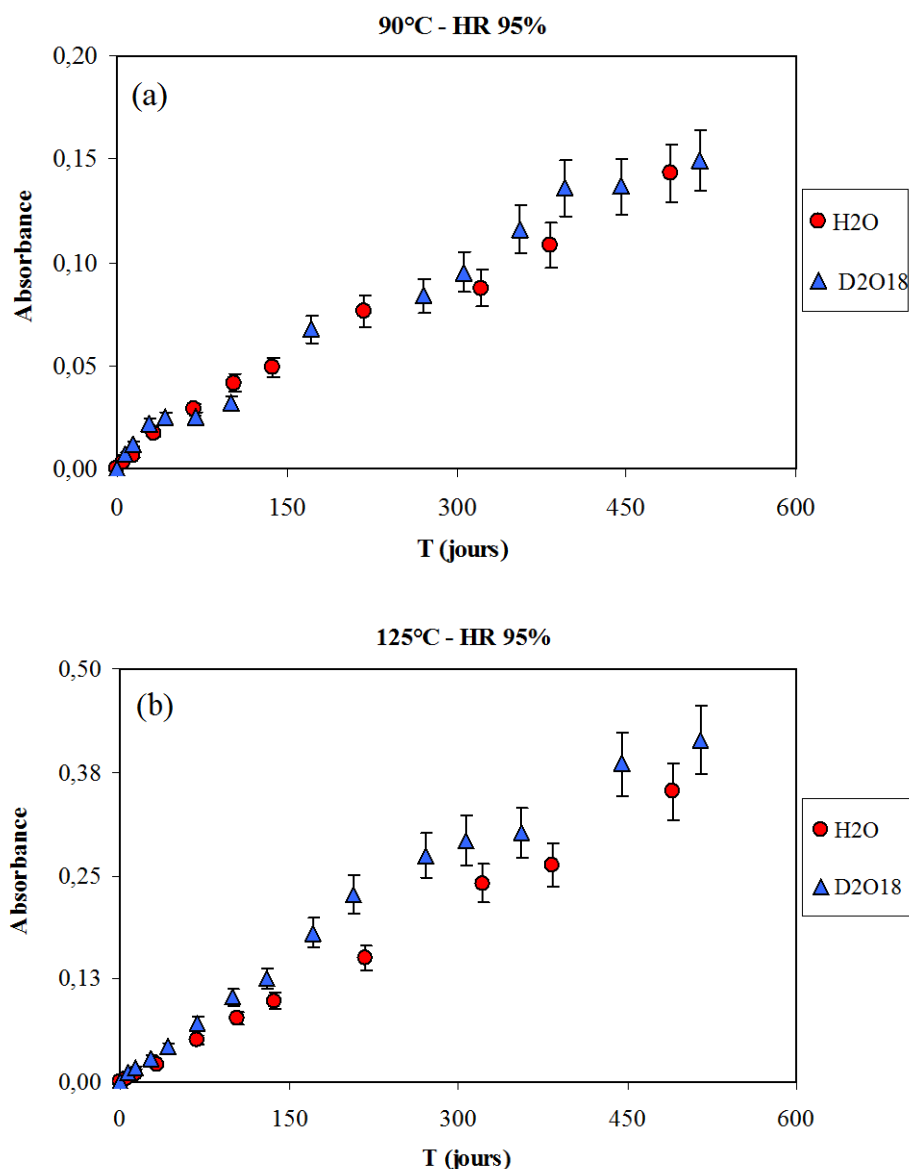 90°C - HR 95%
0,20
(a)
0,15
Absorbance
H2O
0,10
D2O18
0,05
0,00
0 150 300 450 600
T (jours)
125°C - HR 95%
0,50
(b)
0,38
Absorbance
H2O
0,25
D2O18
0,13
0,00
0 150 300 450 600
T (jours)